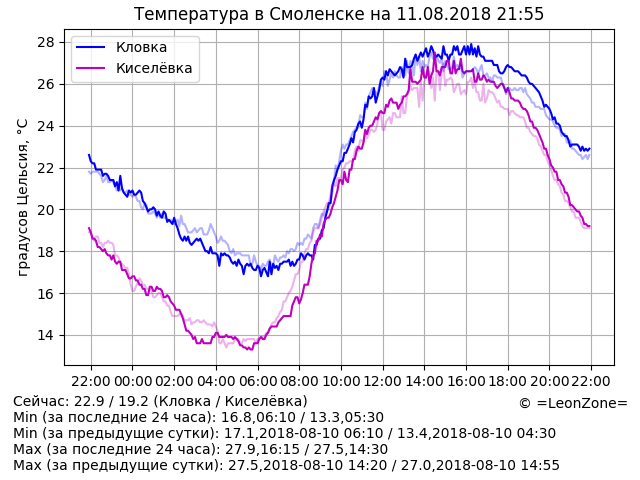 Температура в Смоленске на 11.08.2018 21:55
Кловка
Киселёвка
градусов Цельсия, °C
28
26
24
22
20
18
16
14
22:00 00:00 02:00 04:00 06:00 08:00 10:00 12:00 14:00 16:00 18:00 20:00 22:00
Сейчас: 22.9 / 19.2 (Кловка / Киселёвка)
© =LeonZone=
Min (за последние 24 часа): 16.8,06:10 / 13.3,05:30
Min (за предыдущие сутки): 17.1,2018-08-10 06:10 / 13.4,2018-08-10 04:30
Max (за последние 24 часа): 27.9,16:15 / 27.5,14:30
Max (за предыдущие сутки): 27.5,2018-08-10 14:20 / 27.0,2018-08-10 14:55